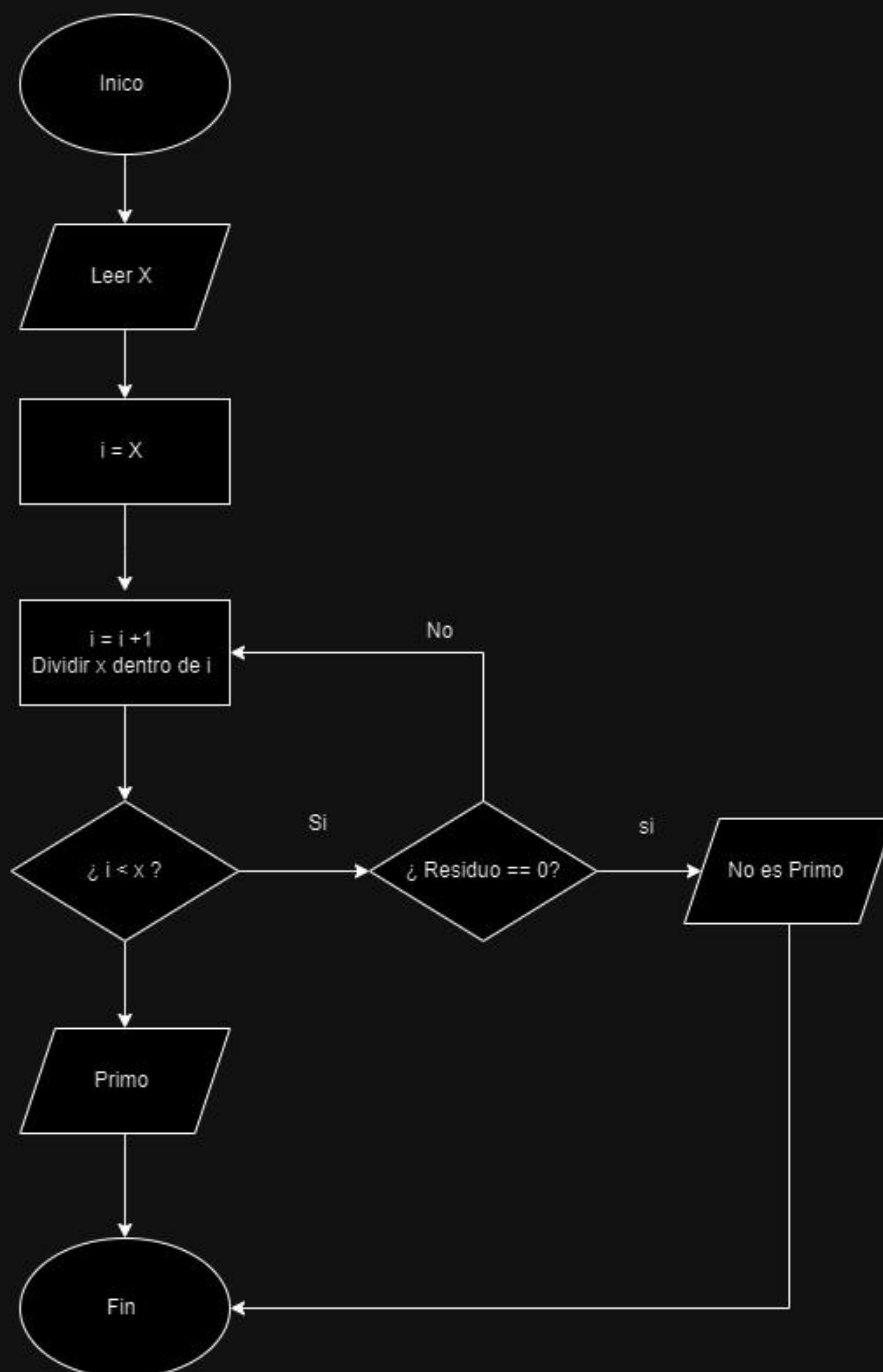 Inico
Leer X
i = X
i = i +1
Dividir x dentro de i
No
¿ i < x ?
Si
¿ Residuo == 0?
si
No es Primo
Primo
Fin